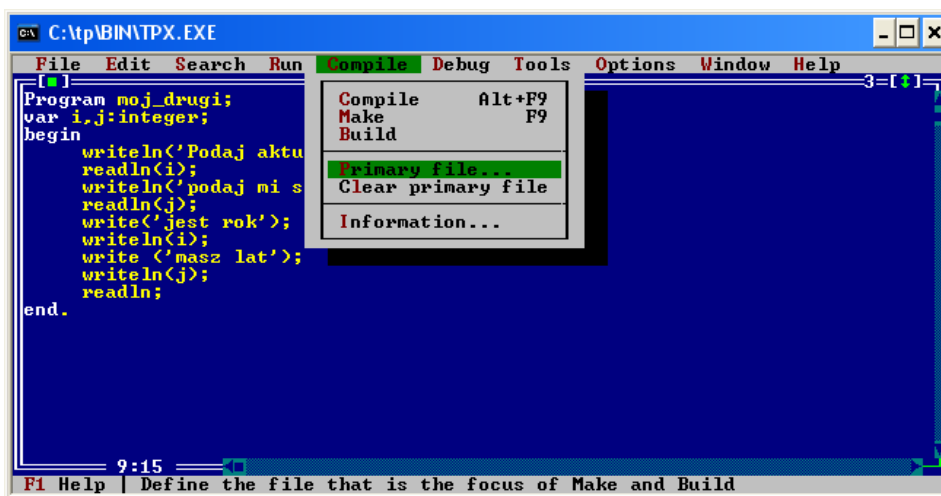 C:\tp\BIN\TPX.EXE
File Edit Search Run Compile Debug Tools Options Window Help
[■] 3=[↕]
Program moj_drugi;
var i,j:integer;
begin
writeln('Podaj aktu
readln(i);
writeln('podaj mi s
readln(j);
write('jest rok');
writeln(i);
write ('masz lat');
writeln(j);
readln;
end.
Compile Alt+F9
Make F9
Build
Primary file...
Clear primary file
Information...
9:15
F1 Help | Define the file that is the focus of Make and Build